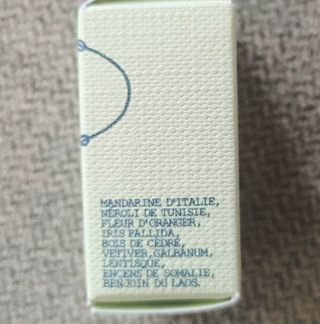 MANDARINE D'ITALIE,
NÉROLI DE TUNISIE,
FLEUR D'ORANGER,
IRIS PALLIDA,
BOIS DE CÈDRE,
VETIVER, GALBANUM,
LENTISQUE,
ENCENS DE SOMALIE,
BENJOIN DU LAOS.